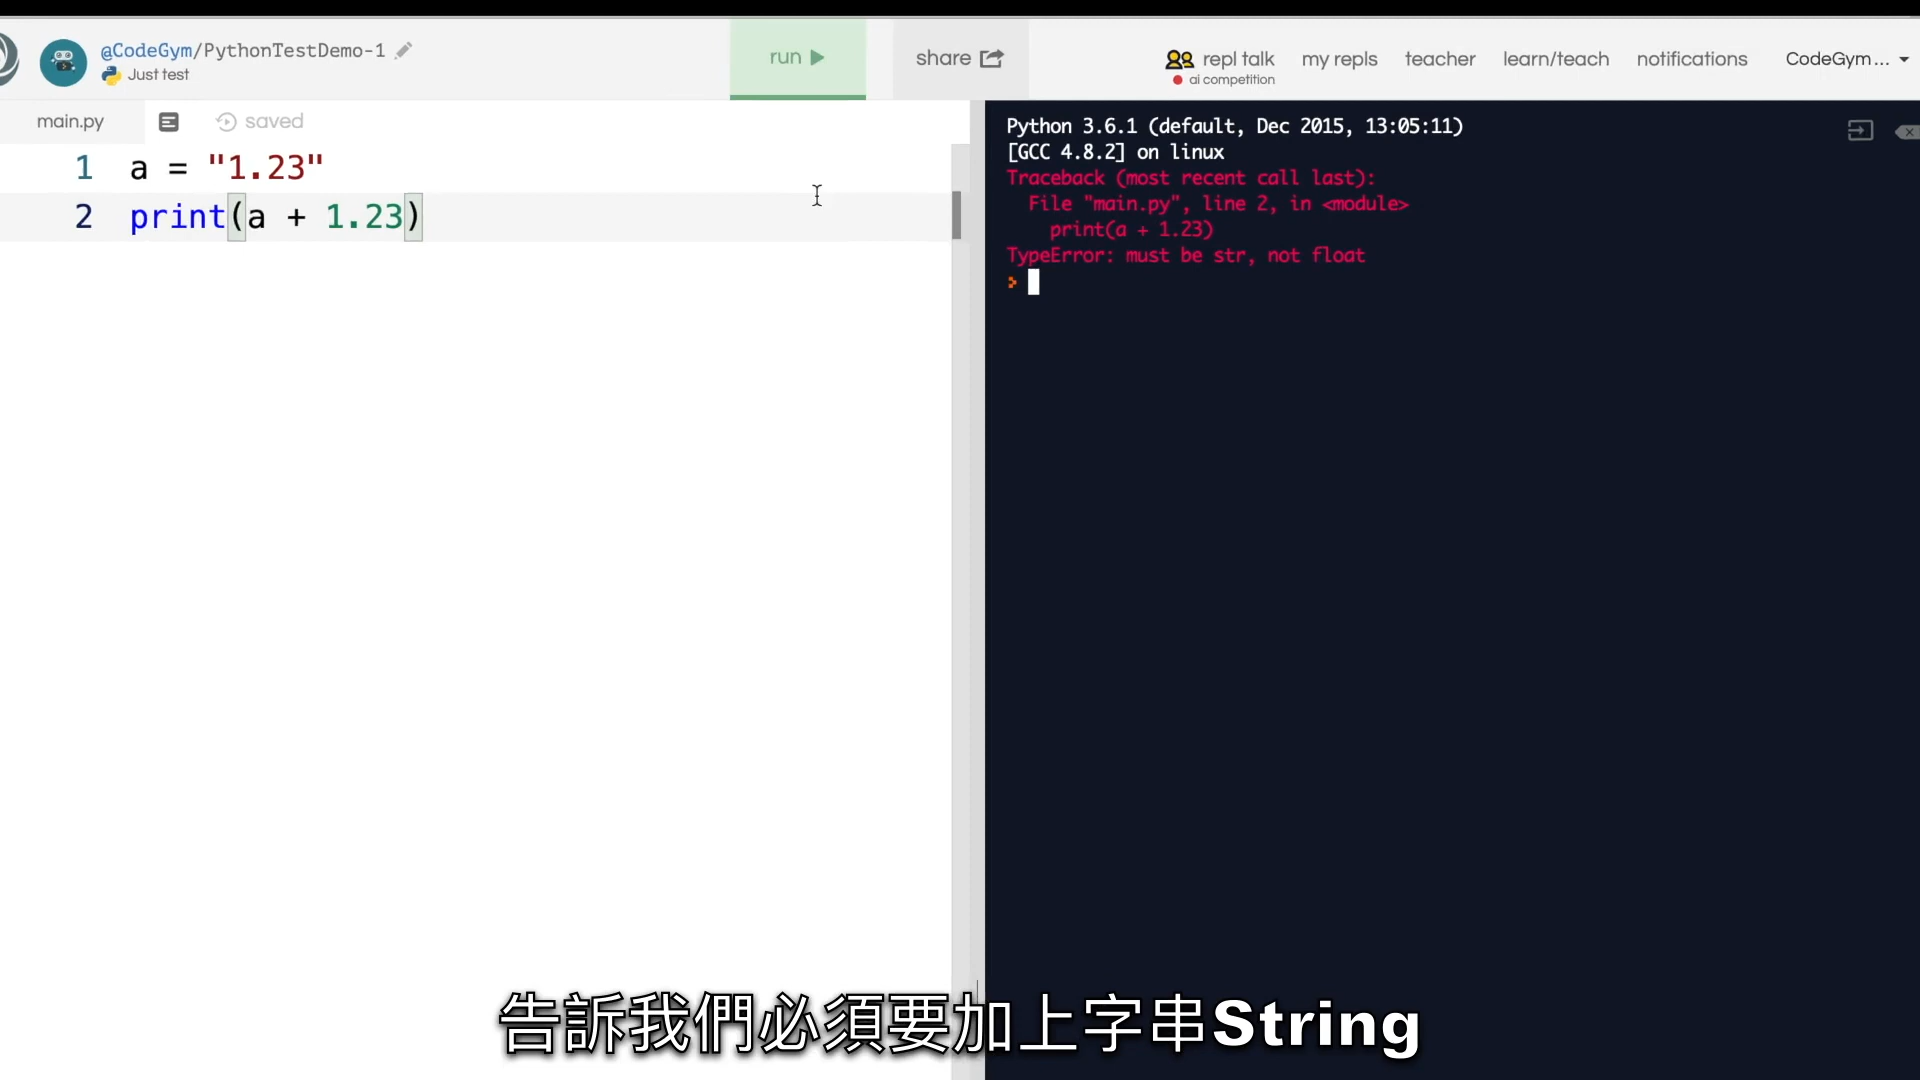 @CodeGym/PythonTestDemo-1
Just test
run
share
repl talk
ai competition
my repls
teacher
learn/teach
notifications
CodeGym...
main.py
saved
1 a = "1.23"
2 print(a + 1.23)
Python 3.6.1 (default, Dec 2015, 13:05:11)
[GCC 4.8.2] on linux
Traceback (most recent call last):
File "main.py", line 2, in <module>
print(a + 1.23)
TypeError: must be str, not float
告訴我們必須要加上字串String